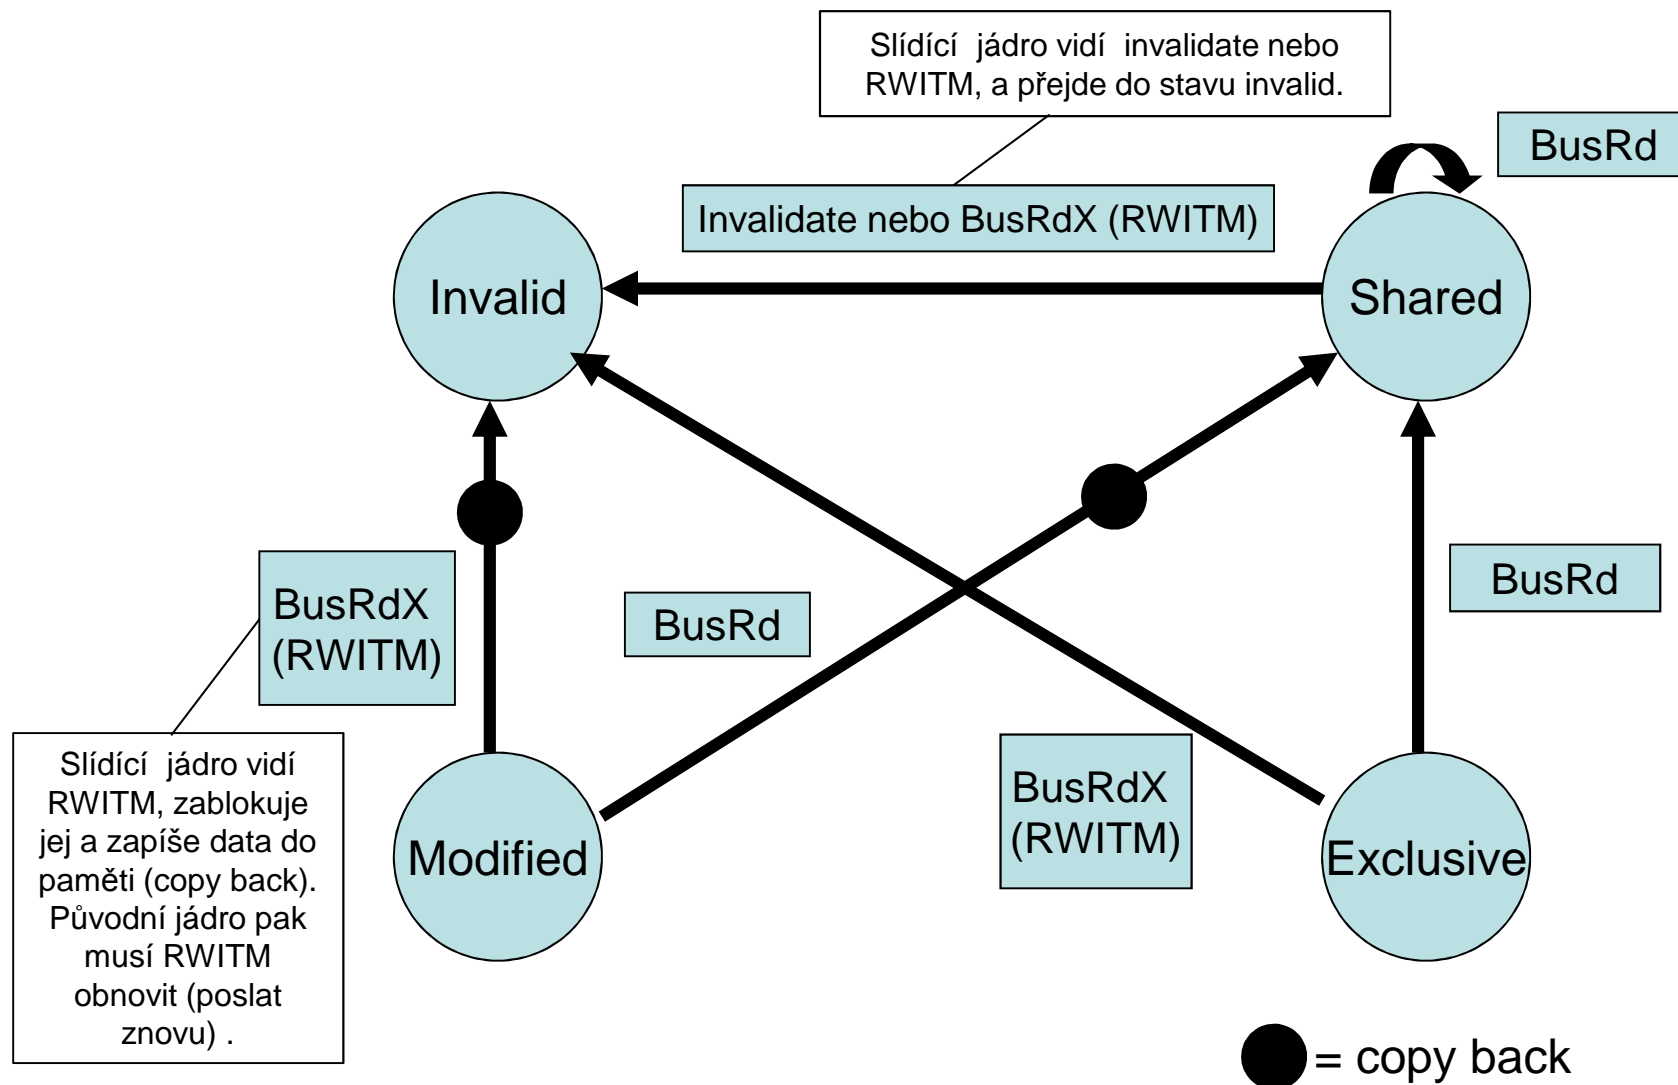 Slídící jádro vidí invalidate nebo
RWITM, a přejde do stavu invalid.
BusRd
Invalidate nebo BusRdX (RWITM)
Invalid
Shared
BusRdX
(RWITM)
BusRd
BusRd
Slídící jádro vidí
RWITM, zablokuje
jej a zapíše data do
paměti (copy back).
Původní jádro pak
musí RWITM
obnovit (poslat
znovu) .
BusRdX
(RWITM)
Modified
Exclusive
= copy back